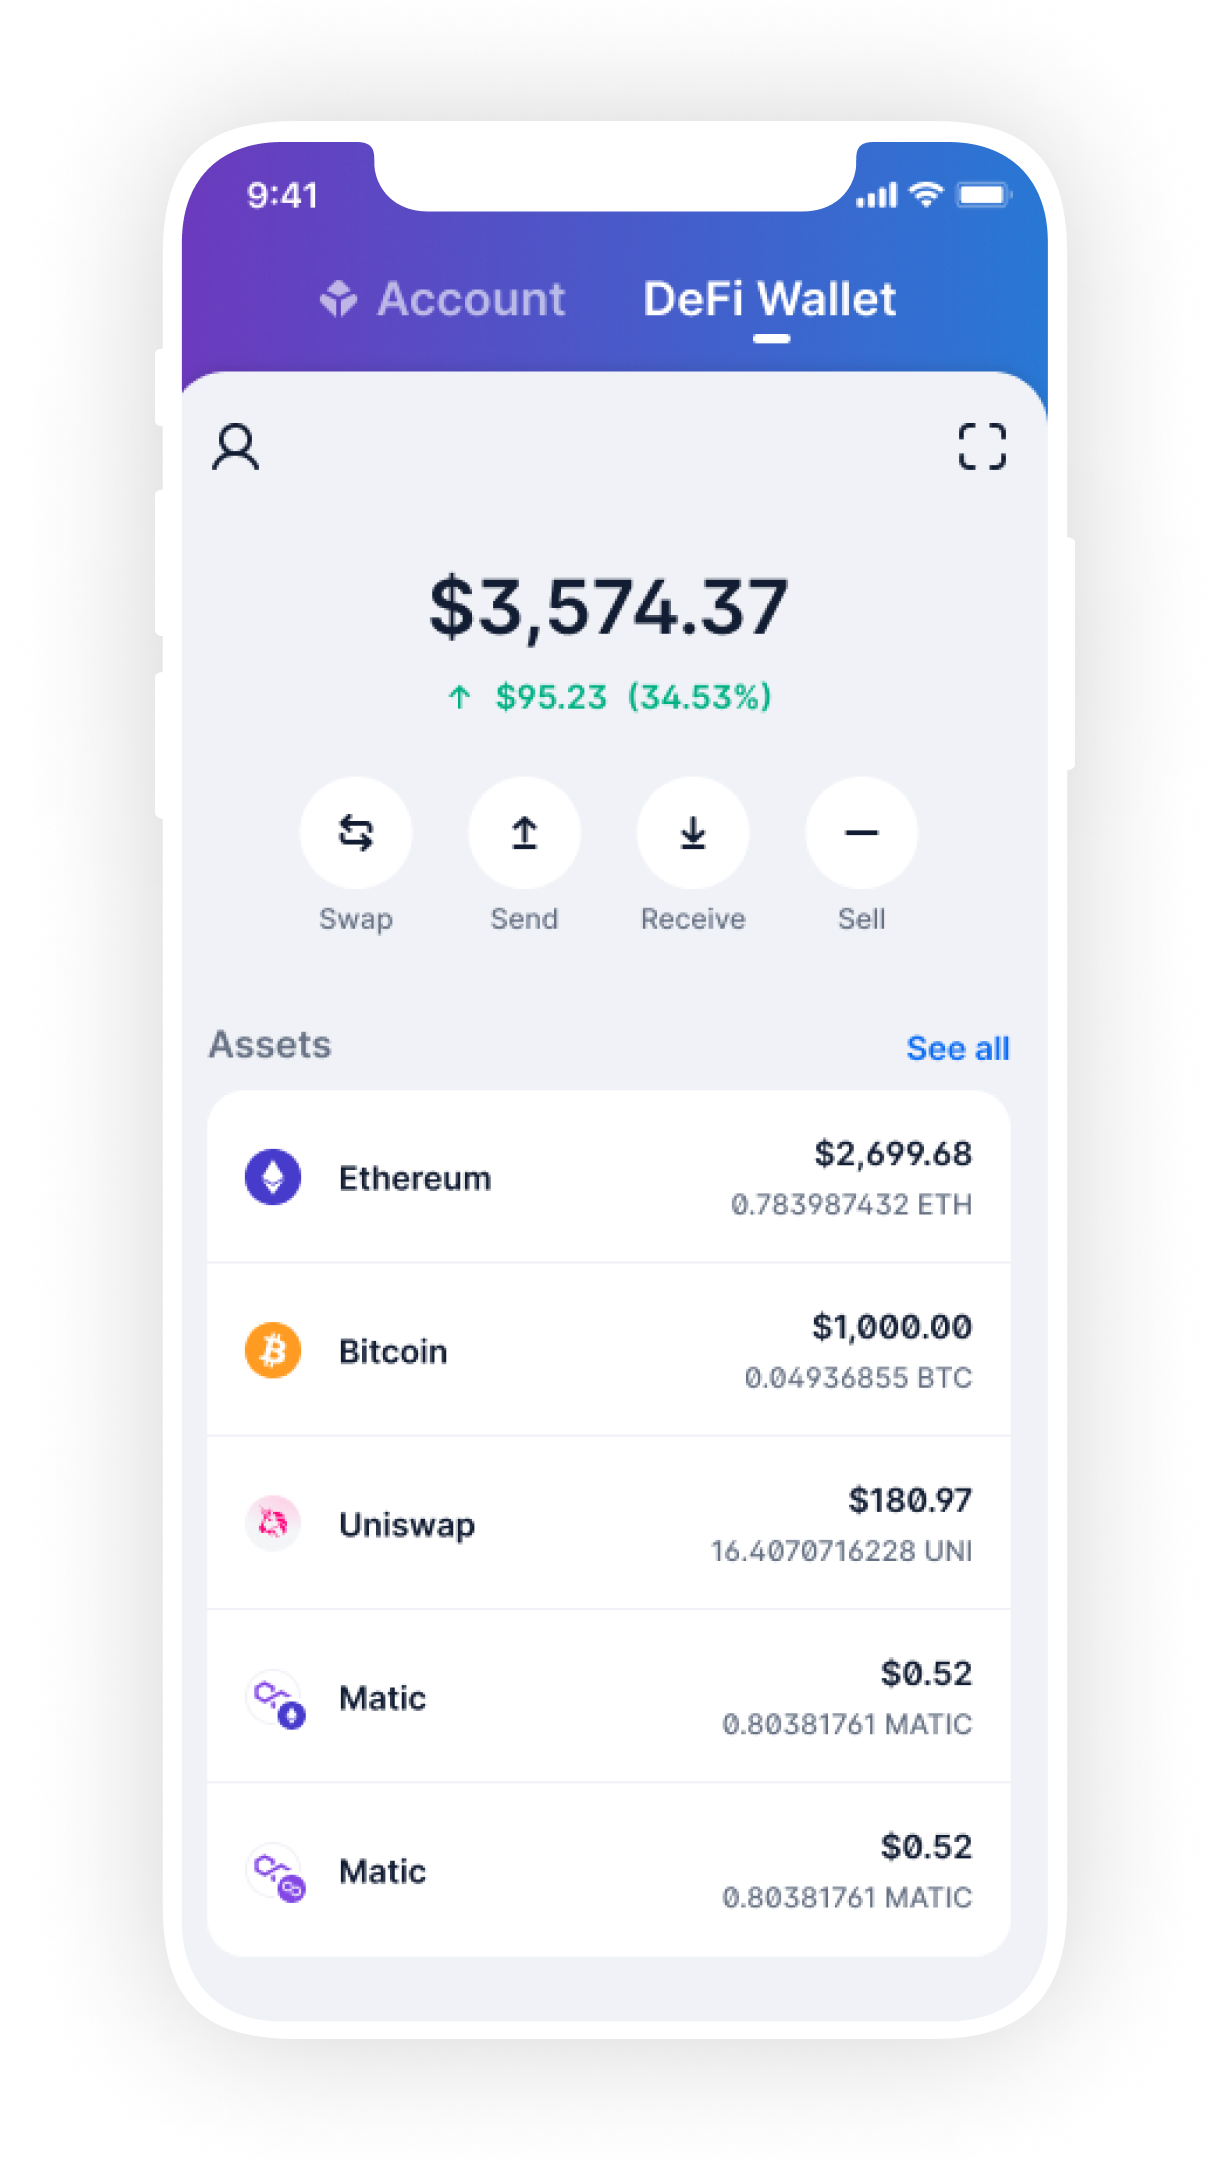 9:41
Account DeFi Wallet
$3,574.37
↑ $95.23 (34.53%)
Swap Send Receive Sell
Assets See all
Ethereum $2,699.68
0.783987432 ETH
Bitcoin $1,000.00
0.04936855 BTC
Uniswap $180.97
16.4070716228 UNI
Matic $0.52
0.80381761 MATIC
Matic $0.52
0.80381761 MATIC